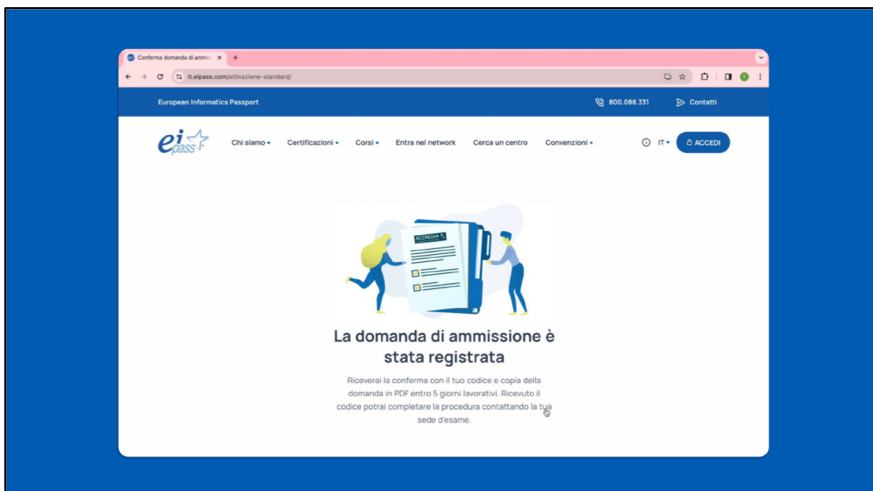 Conferma domanda di ammis
it.eipass.com/attivazione-standard/
European Informatics Passport
800.088.331
Contatti
ei pass
Chi siamo
Certificazioni
Corsi
Entra nel network
Cerca un centro
Convenzioni
IT
ACCEDI
ACCREDIA
La domanda di ammissione è
stata registrata
Riceverai la conferma con il tuo codice e copia della
domanda in PDF entro 5 giorni lavorativi. Ricevuto il
codice potrai completare la procedura contattando la tua
sede d'esame.